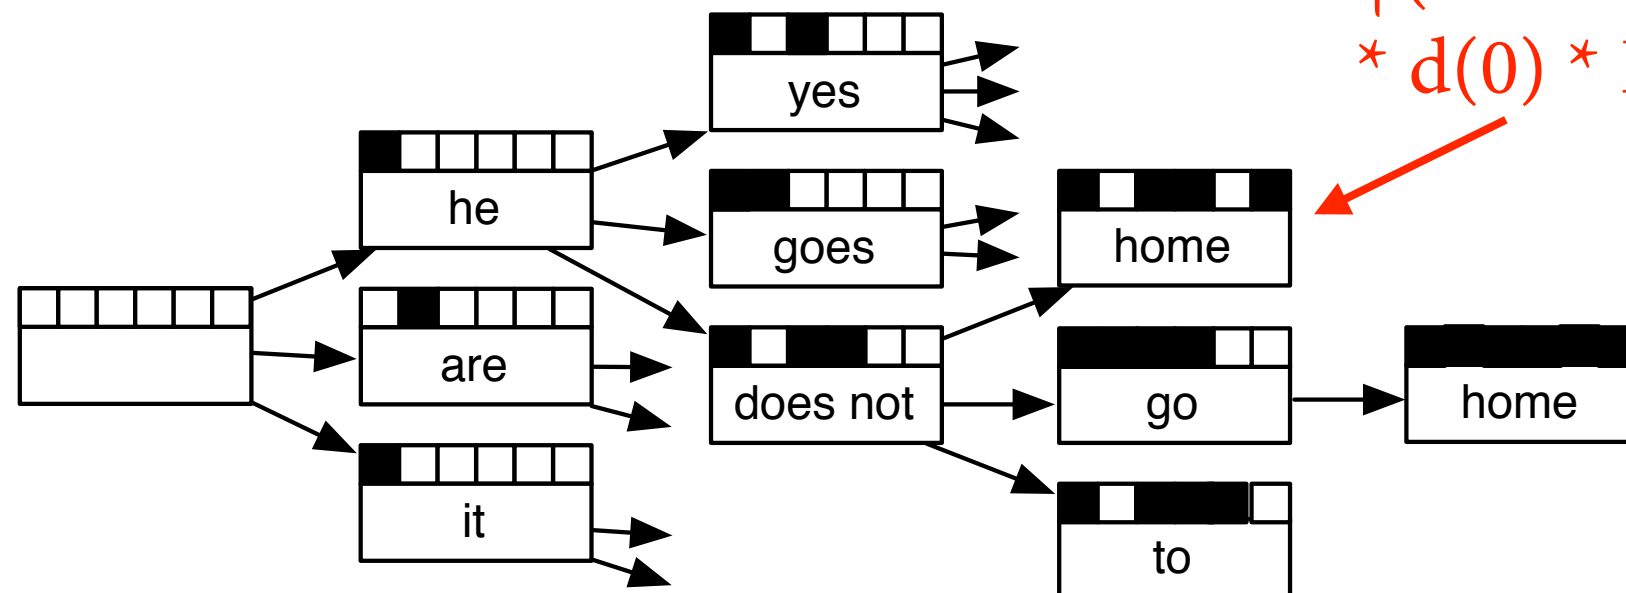 * d(0) *
yes
he
goes
home
are
does not
go
home
it
to